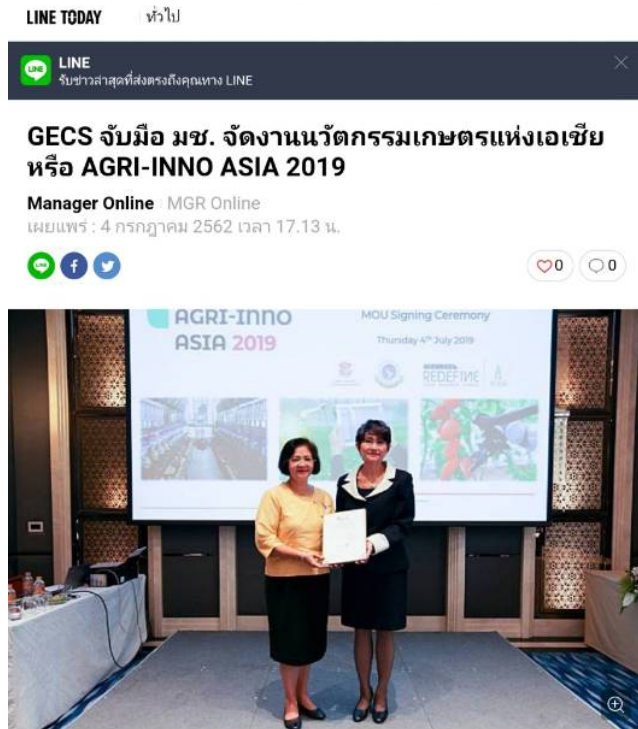 LINE TODAY ทั่วไป
LINE
รับข่าวล่าสุดที่ส่งตรงถึงคุณทาง LINE
GECS จับมือ มช. จัดงานนวัตกรรมเกษตรแห่งเอเชีย
หรือ AGRI-INNO ASIA 2019
Manager Online MGR Online
เผยแพร่ : 4 กรกฎาคม 2562 เวลา 17.13 น.
0 0
AGRI-INNO
ASIA 2019
MOU Signing Ceremony
Thursday 4th July 2019
REDEFINE